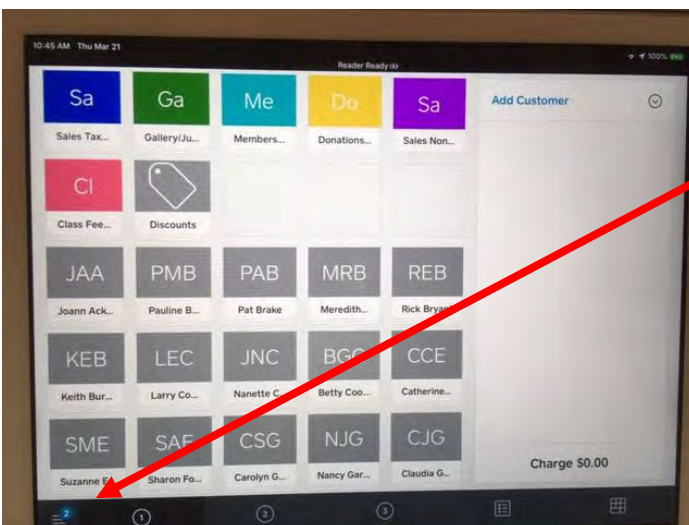 10:45 AM Thu Mar 21
Reader Ready
100%
Sa Ga Me Do Sa
Add Customer
Sales Tax... Gallery/Ju... Members... Donations... Sales Non...
Cl
Class Fee... Discounts
JAA PMB PAB MRB REB
Joann Ack... Pauline B... Pat Brake Meredith... Rick Bryan
KEB LEC JNC BGC CCE
Keith Bur... Larry Co... Nanette C... Betty Coo... Catherine...
SME SAF CSG NJG CJG
Suzanne E Sharon Fo... Carolyn G... Nancy Gar... Claudia G...
Charge $0.00
2 1 2 3